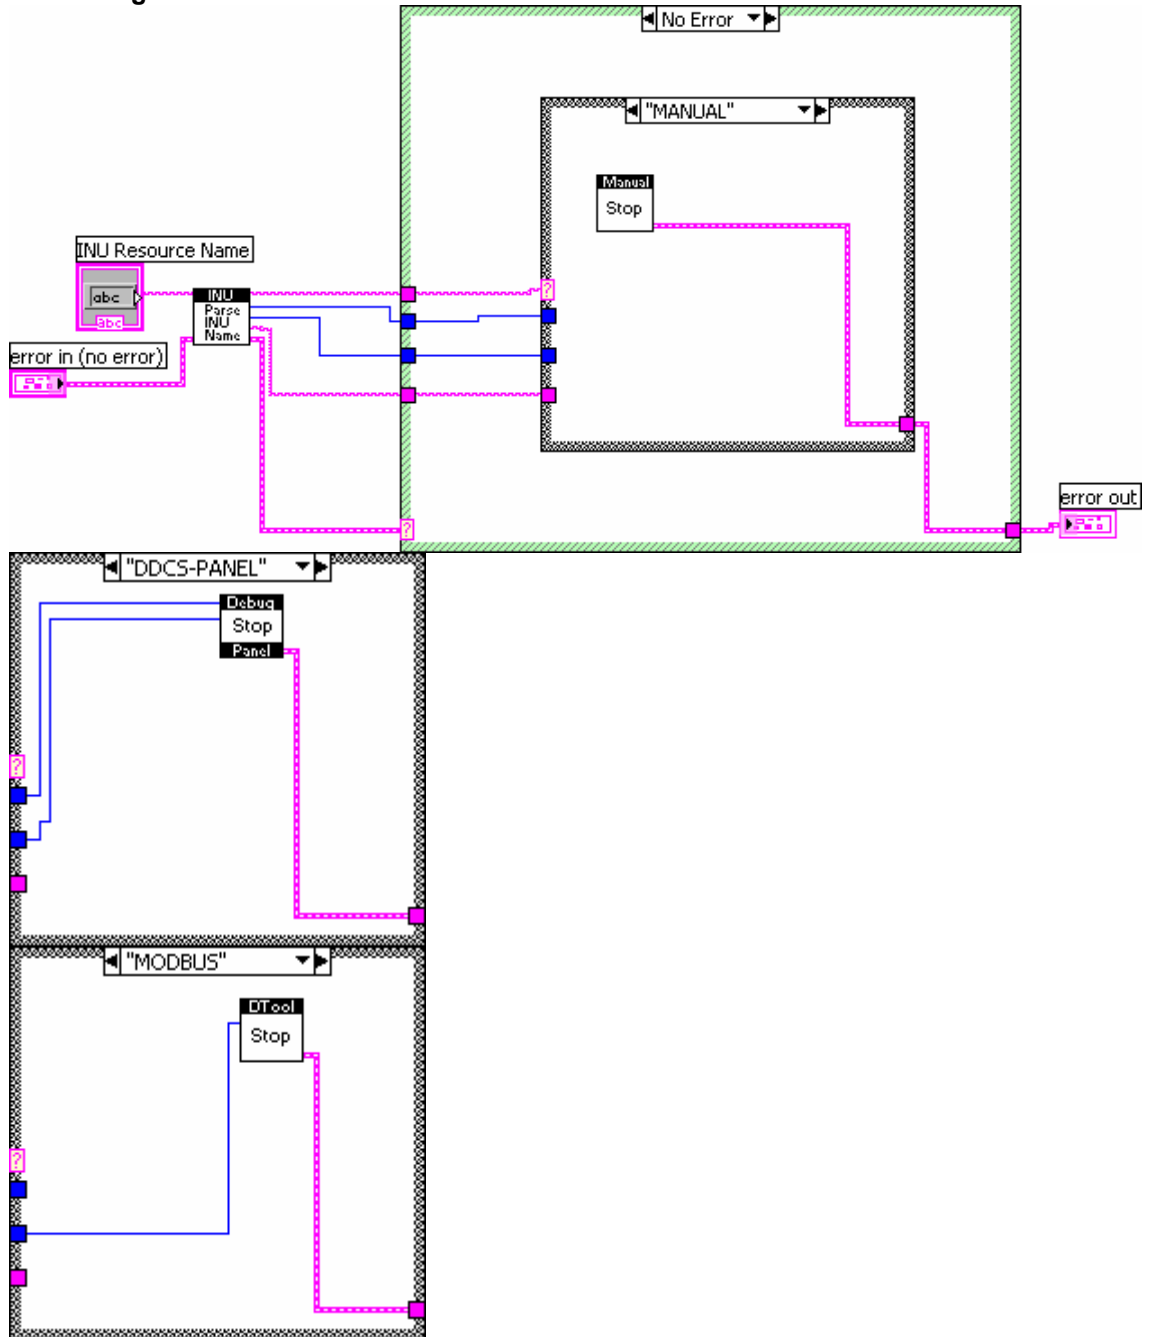 No Error
"MANUAL"
Manual
Stop
INU Resource Name
abc
abc
INU
Parse
INU
Name
error in (no error)
?
?
error out
"DDCS-PANEL"
Debug
Stop
Panel
?
"MODBUS"
DTool
Stop
?